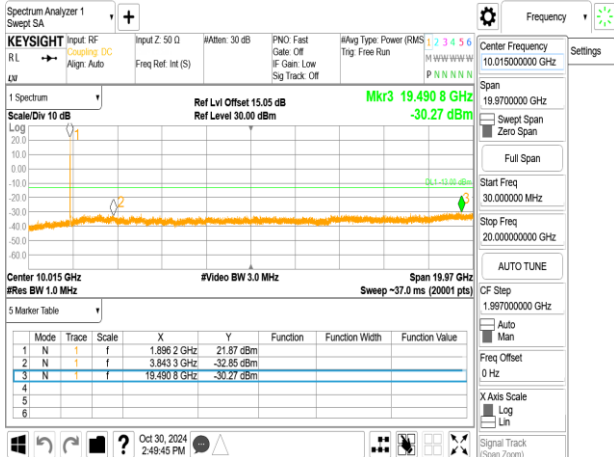 Spectrum Analyzer 1
Swept SA
+
Frequency
KEYSIGHT
RL
Input: RF
Coupling: DC
Align: Auto
Input Z: 50 Ω
Freq Ref: Int (S)
#Atten: 30 dB
PNO: Fast
Gate: Off
IF Gain: Low
Sig Track: Off
#Avg Type: Power (RMS
Trig: Free Run
1 2 3 4 5 6
M W W W W W
P N N N N N
LXI
1 Spectrum
Scale/Div 10 dB
Ref Lvl Offset 15.05 dB
Ref Level 30.00 dBm
Mkr3 19.490 8 GHz
-30.27 dBm
Log
20.0
10.0
0.00
-10.0
-20.0
-30.0
-40.0
-50.0
-60.0
1
2
3
DL1 -13.00 dBm
Center 10.015 GHz
#Res BW 1.0 MHz
#Video BW 3.0 MHz
Span 19.97 GHz
Sweep ~37.0 ms (20001 pts)
5 Marker Table
Mode Trace Scale X Y Function Function Width Function Value
1 N 1 f 1.896 2 GHz 21.87 dBm
2 N 1 f 3.843 3 GHz -32.85 dBm
3 N 1 f 19.490 8 GHz -30.27 dBm
4
5
6
?
Oct 30, 2024
2:49:45 PM
Center Frequency
10.015000000 GHz
Settings
Span
19.9700000 GHz
Swept Span
Zero Span
Full Span
Start Freq
30.000000 MHz
Stop Freq
20.000000000 GHz
AUTO TUNE
CF Step
1.997000000 GHz
Auto
Man
Freq Offset
0 Hz
X Axis Scale
Log
Lin
Signal Track
(Span Zoom)